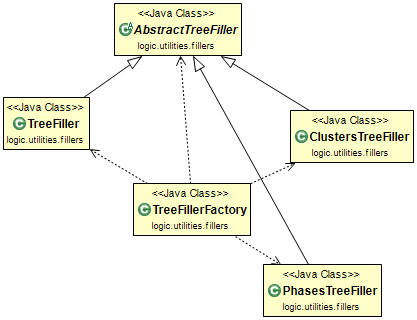 <<Java Class>>
AbstractTreeFiller
logic.utilities.fillers
<<Java Class>>
TreeFiller
logic.utilities.fillers
<<Java Class>>
ClustersTreeFiller
logic.utilities.fillers
<<Java Class>>
TreeFillerFactory
logic.utilities.fillers
<<Java Class>>
PhasesTreeFiller
logic.utilities.fillers